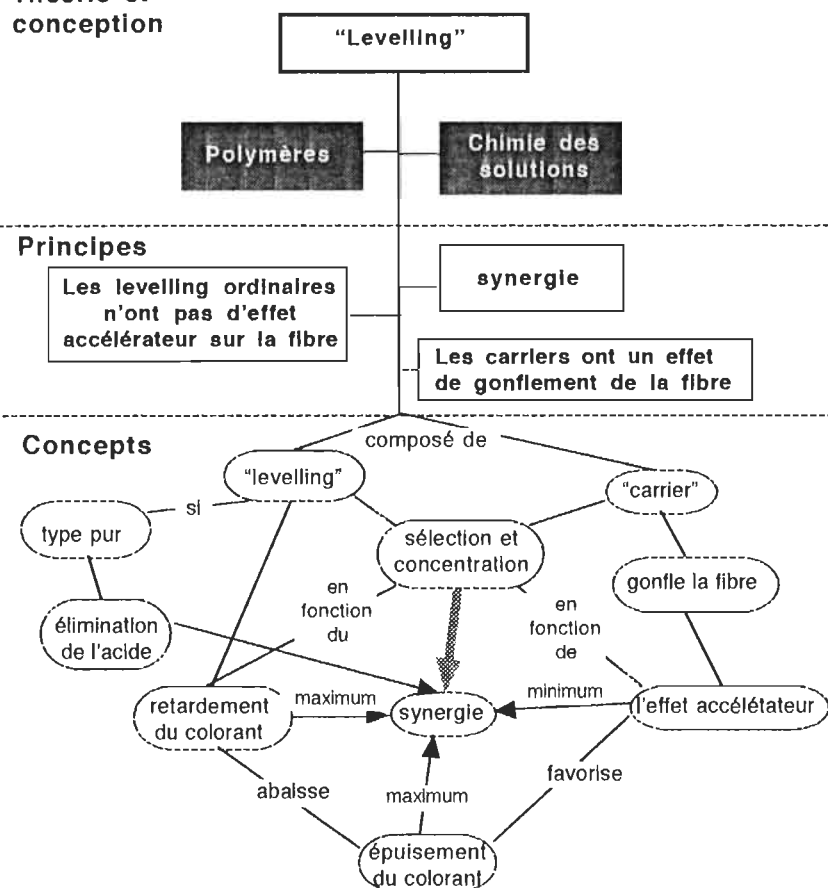 Théorie et
conception
"Levelling"
Polymères
Chimie des
solutions
Principes
Les levelling ordinaires
n'ont pas d'effet
accélérateur sur la fibre
synergie
Les carriers ont un effet
de gonflement de la fibre
Concepts
composé de
"levelling"
"carrier"
si
type pur
sélection et
concentration
gonfle la fibre
en
fonction
du
en
fonction
de
élimination
de l'acide
retardement
du colorant
maximum
synergie
minimum
l'effet accélétateur
abaisse
maximum
favorise
épuisement
du colorant